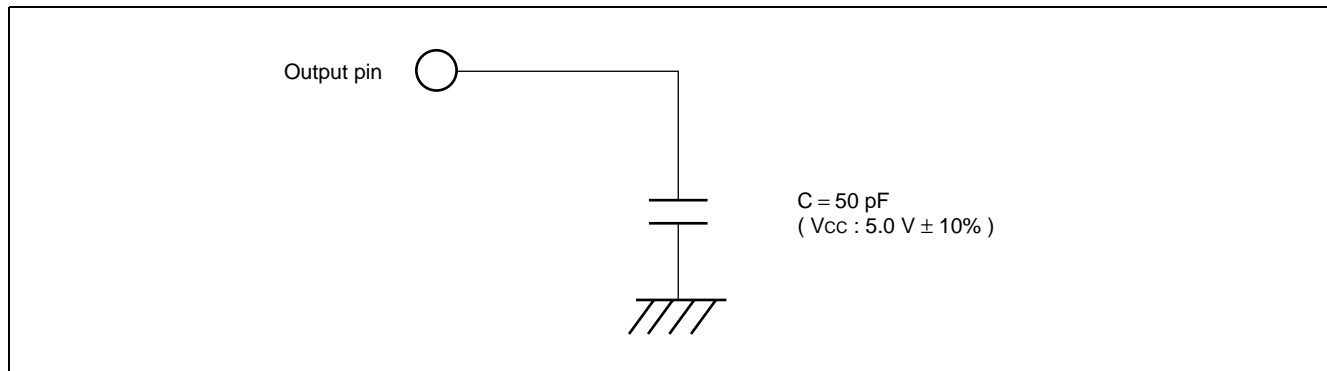 Output pin
C = 50 pF
( VCC : 5.0 V ± 10% )